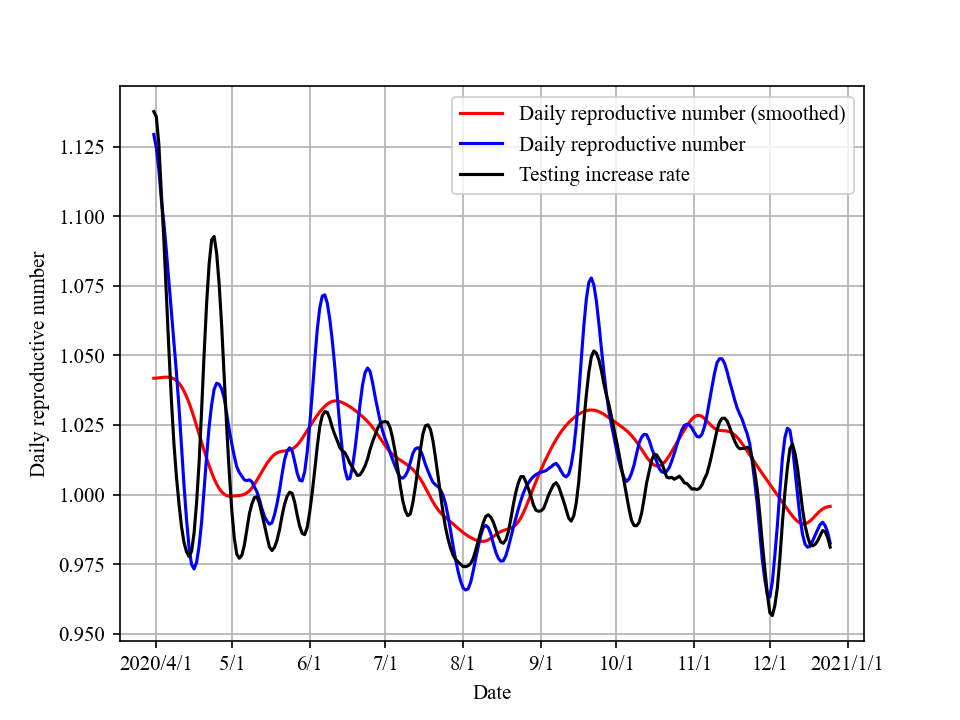 Daily reproductive number (smoothed)
Daily reproductive number
Testing increase rate
Daily reproductive number
1.125
1.100
1.075
1.050
1.025
1.000
0.975
0.950
2020/4/1 5/1 6/1 7/1 8/1 9/1 10/1 11/1 12/1 2021/1/1
Date